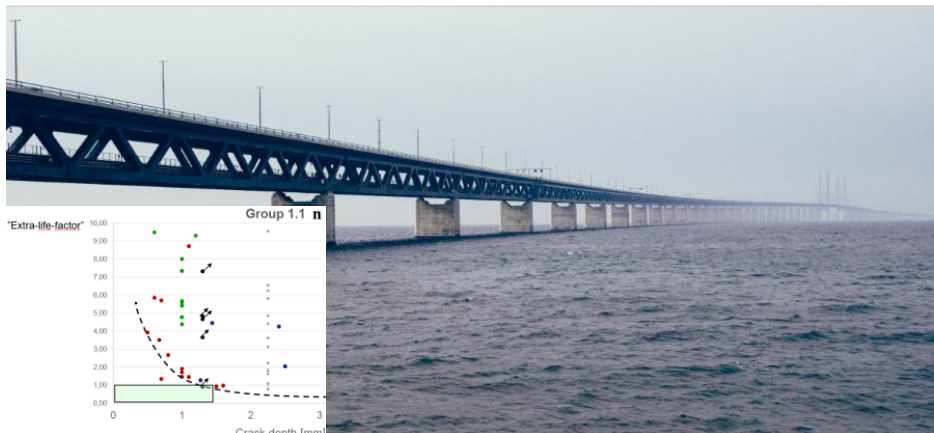 Group 1.1 n
"Extra-life-factor"
10,00
9,00
8,00
7,00
6,00
5,00
4,00
3,00
2,00
1,00
0,00
0 1 2 3
Crack depth [mm]